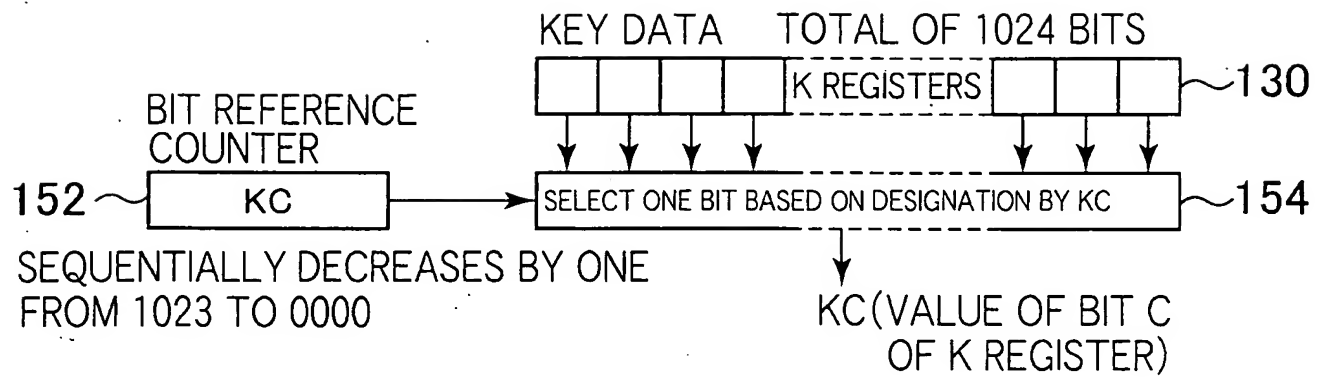 KEY DATA TOTAL OF 1024 BITS
K REGISTERS
130
BIT REFERENCE
COUNTER
152
KC
SELECT ONE BIT BASED ON DESIGNATION BY KC
154
SEQUENTIALLY DECREASES BY ONE
FROM 1023 TO 0000
KC(VALUE OF BIT C
OF K REGISTER)